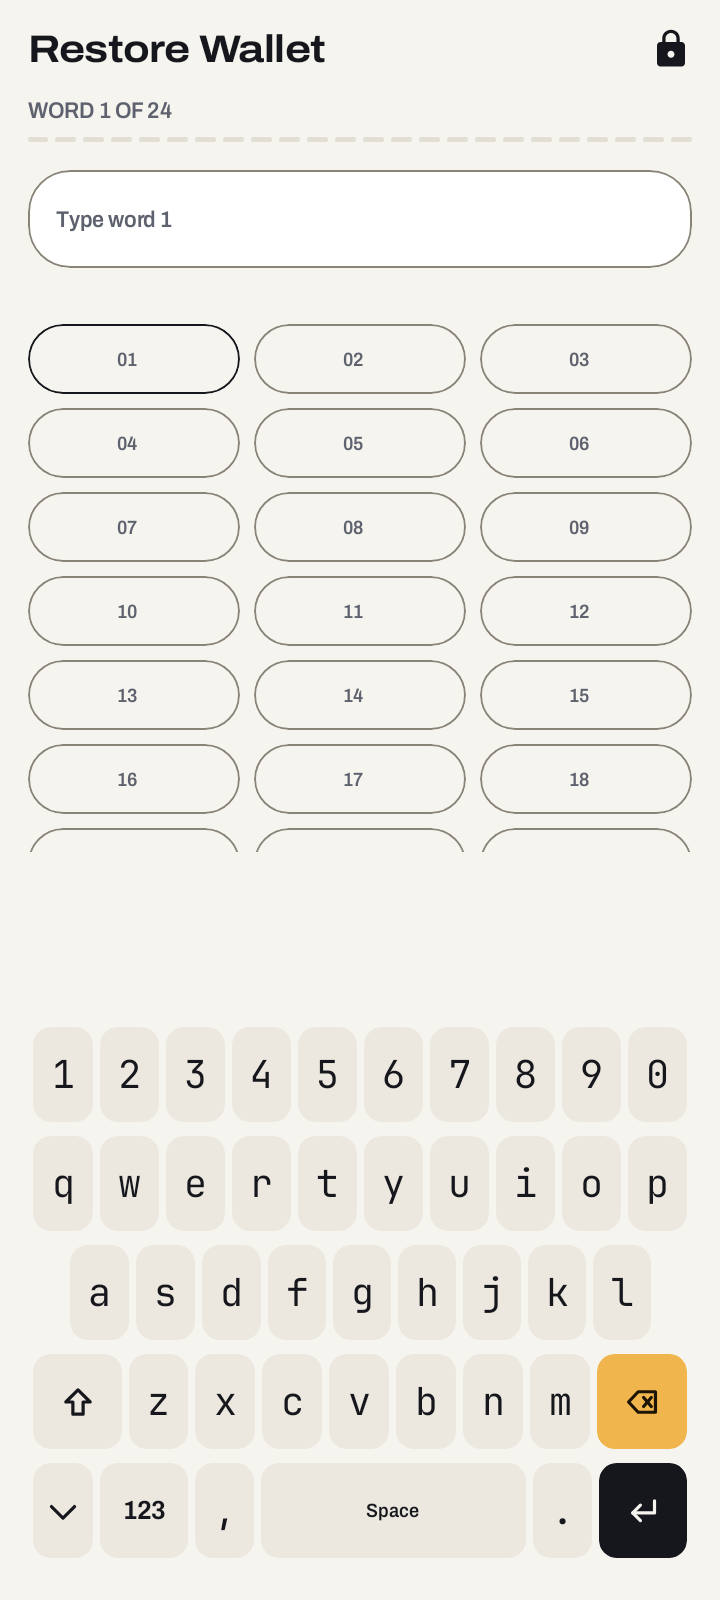 Restore Wallet
WORD 1 OF 24
Type word 1
01 02 03
04 05 06
07 08 09
10 11 12
13 14 15
16 17 18
1 2 3 4 5 6 7 8 9 0
q w e r t y u i o p
a s d f g h j k l
z x c v b n m
123 , Space .